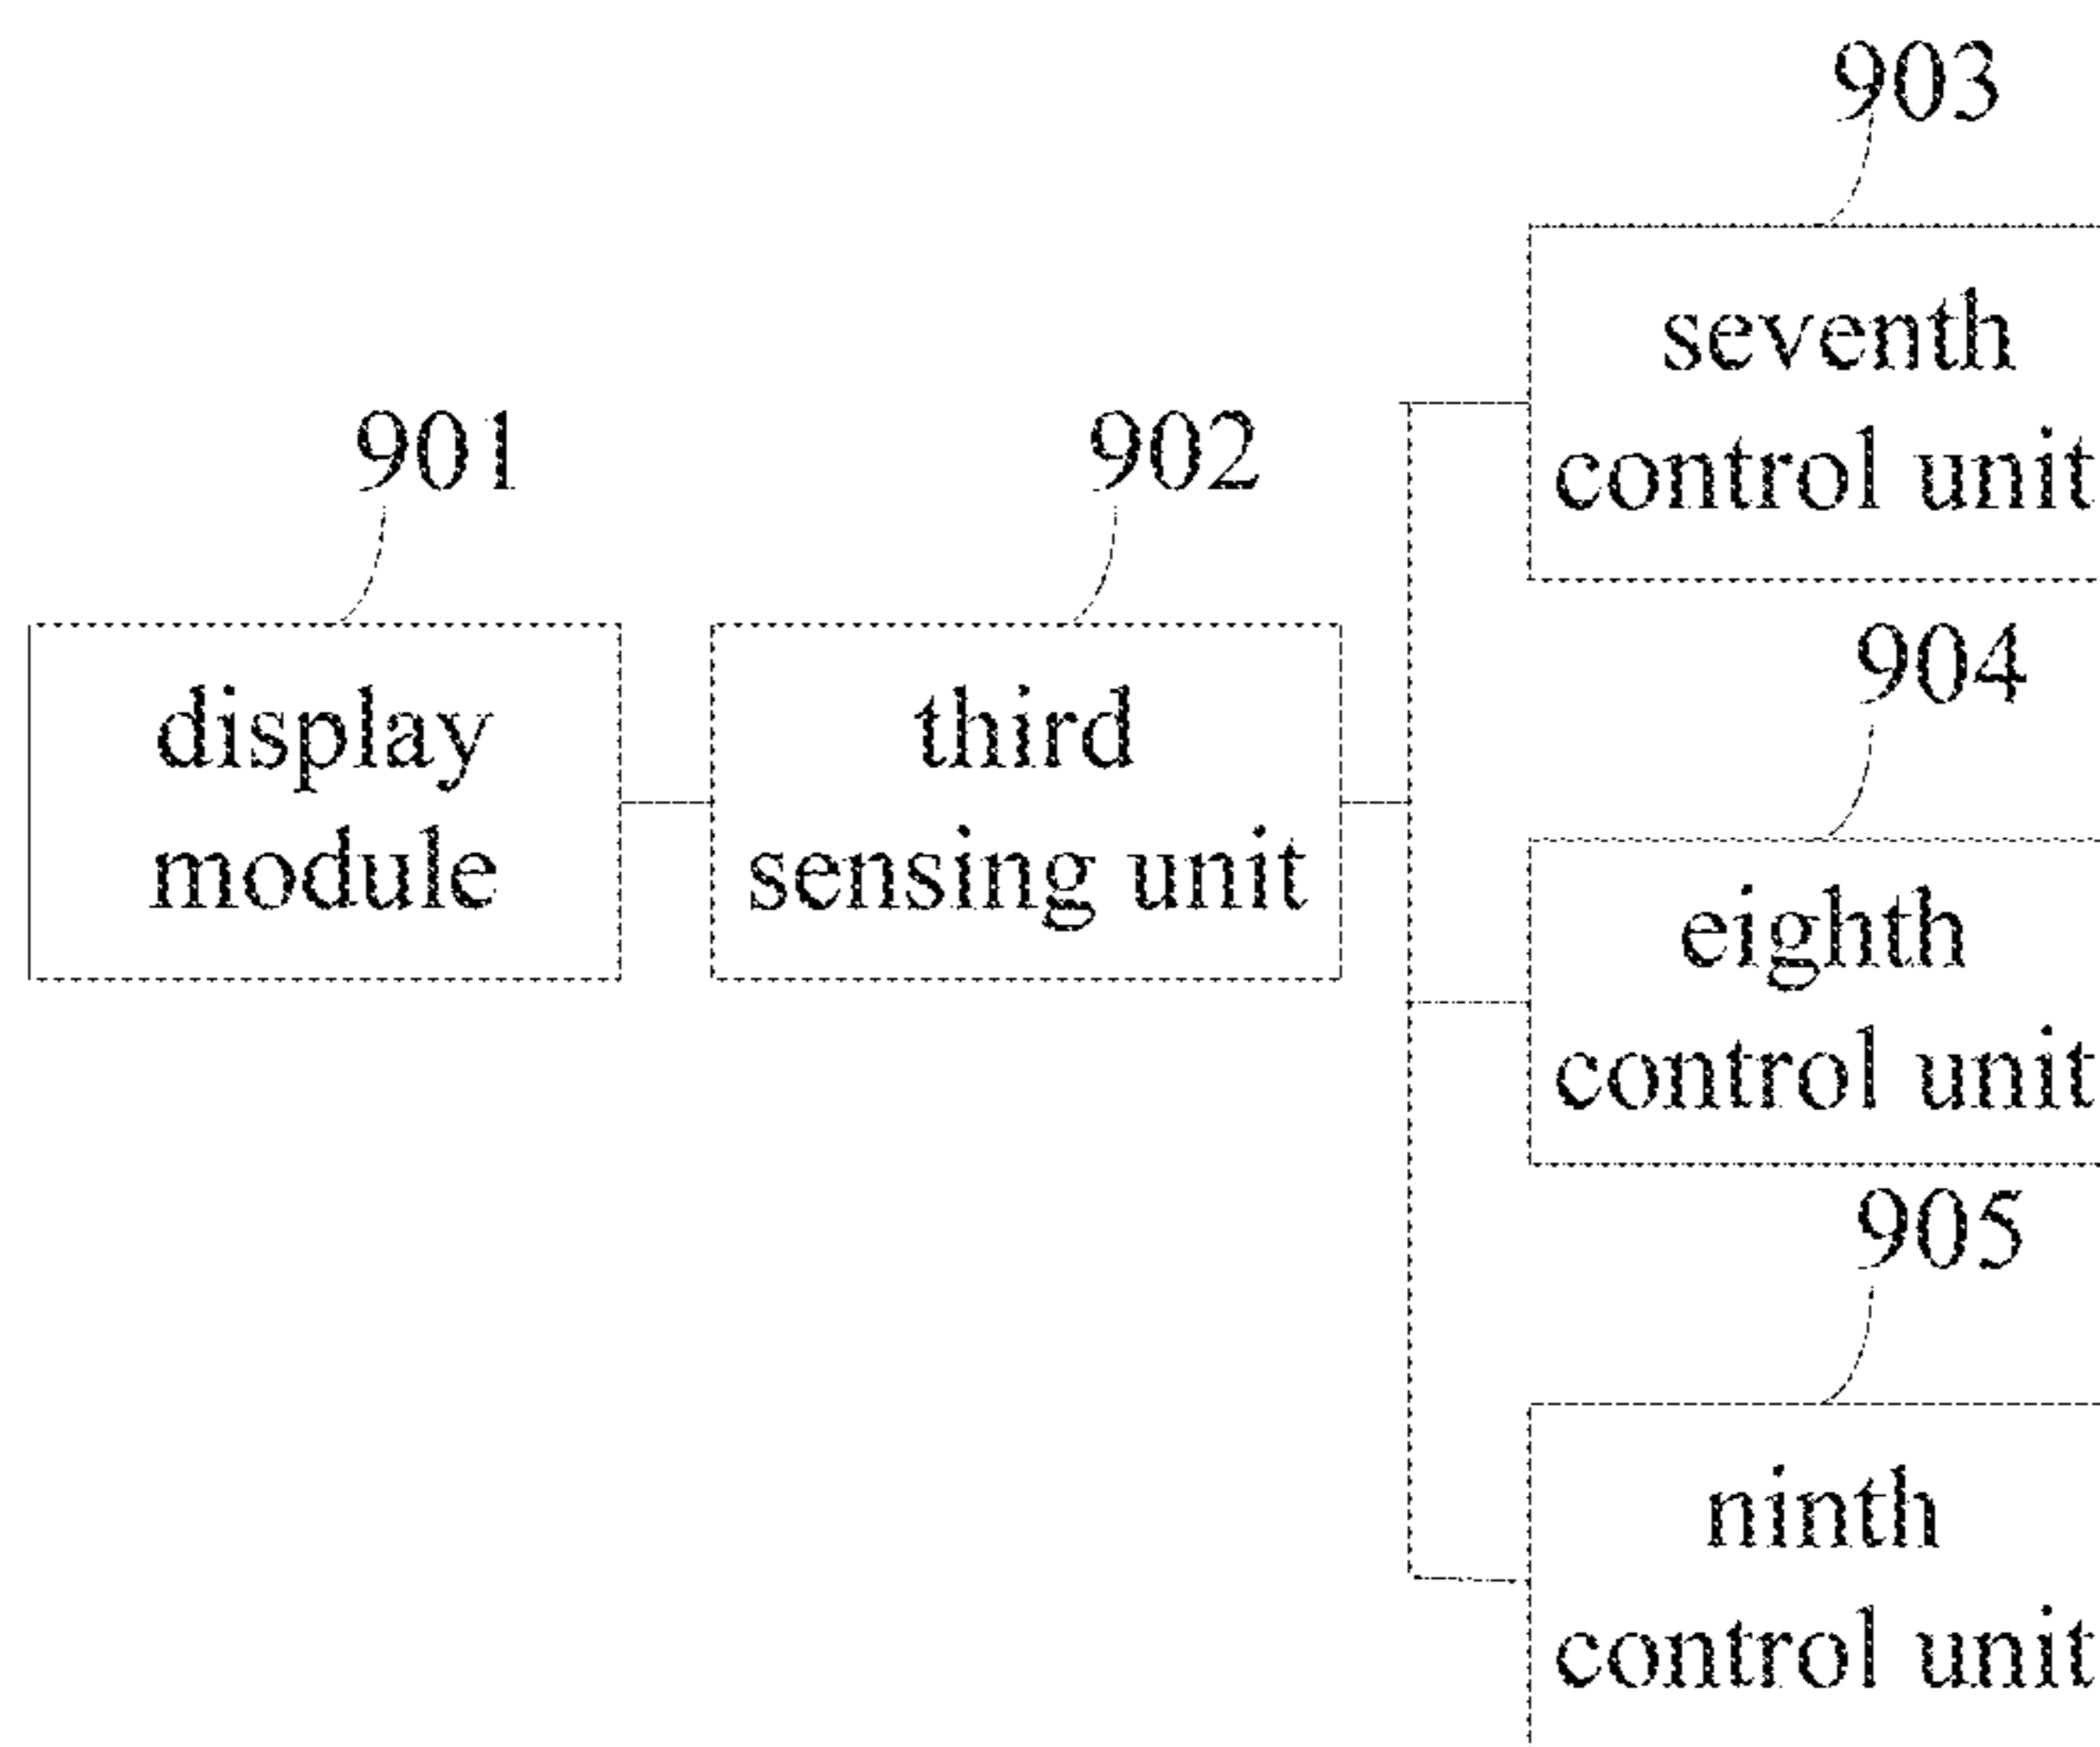 903
seventh
control unit
901
902
904
display
module
third
sensing unit
eighth
control unit
905
ninth
control unit